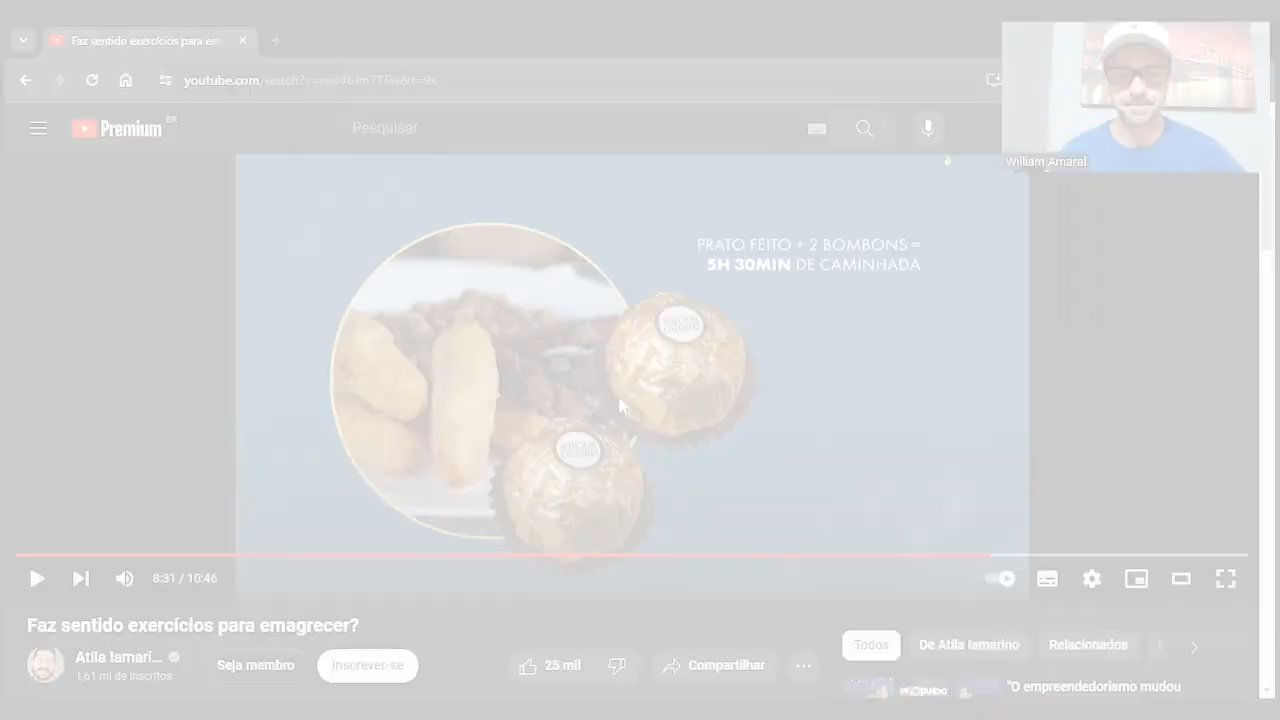 Faz sentido exercícios para em
youtube.com
Premium BR
Pesquisar
William Amaral
PRATO FEITO + 2 BOMBONS =
5H 30MIN DE CAMINHADA
8:31 / 10:46
Faz sentido exercícios para emagrecer?
Atila Iamari...
1,61 mi de inscritos
Seja membro
Inscrever-se
25 mil
Compartilhar
Todos
De Atila Iamarino
Relacionados
"O empreendedorismo mudou